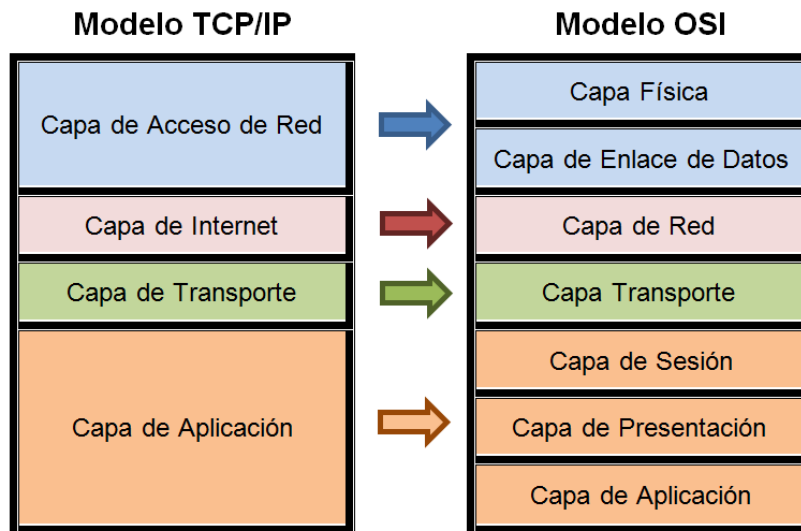 Modelo TCP/IP
Capa de Acceso de Red
Capa de Internet
Capa de Transporte
Capa de Aplicación
Modelo OSI
Capa Física
Capa de Enlace de Datos
Capa de Red
Capa Transporte
Capa de Sesión
Capa de Presentación
Capa de Aplicación